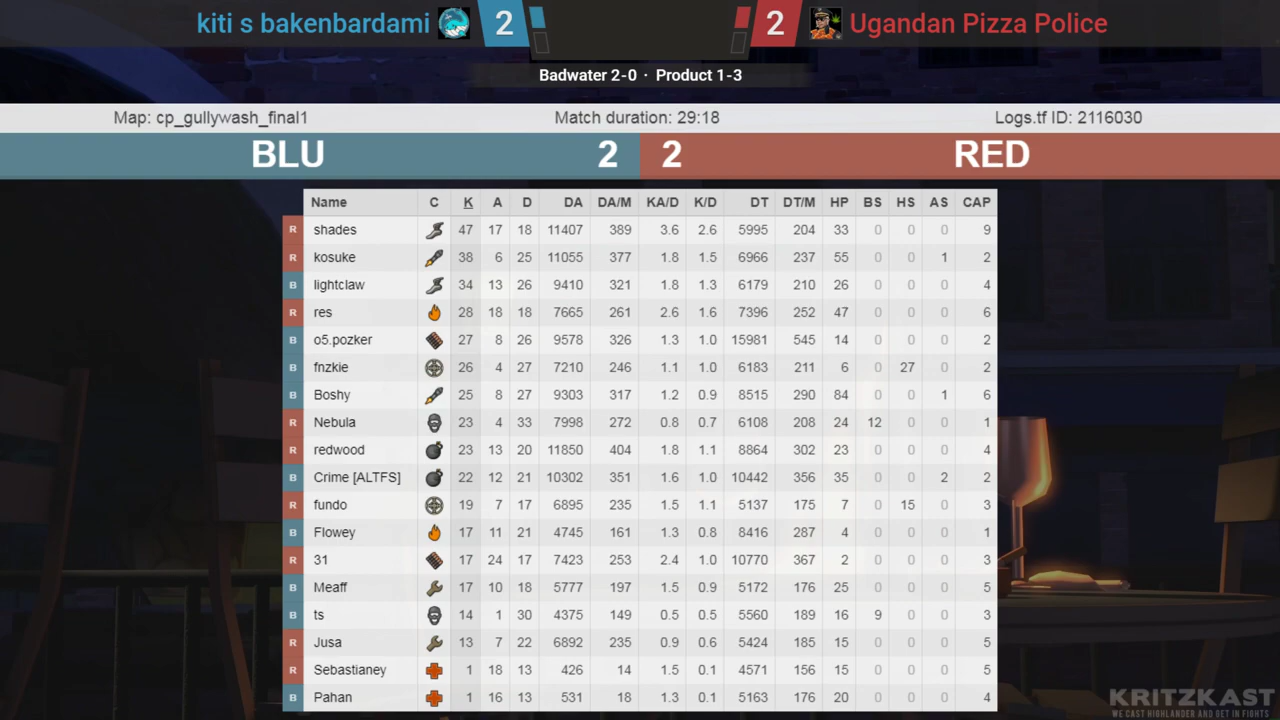 kiti s bakenbardami 2 2 Ugandan Pizza Police
Badwater 2-0 · Product 1-3
Map: cp_gullywash_final1 Match duration: 29:18 Logs.tf ID: 2116030
BLU 2 2 RED
Name C K A D DA DA/M KA/D K/D DT DT/M HP BS HS AS CAP
R shades 47 17 18 11407 389 3.6 2.6 5995 204 33 0 0 0 9
R kosuke 38 6 25 11055 377 1.8 1.5 6966 237 55 0 0 1 2
B lightclaw 34 13 26 9410 321 1.8 1.3 6179 210 26 0 0 0 4
R res 28 18 18 7665 261 2.6 1.6 7396 252 47 0 0 0 6
B o5.pozker 27 8 26 9578 326 1.3 1.0 15981 545 14 0 0 0 2
B fnzkie 26 4 27 7210 246 1.1 1.0 6183 211 6 0 27 0 2
B Boshy 25 8 27 9303 317 1.2 0.9 8515 290 84 0 0 1 6
R Nebula 23 4 33 7998 272 0.8 0.7 6108 208 24 12 0 0 1
R redwood 23 13 20 11850 404 1.8 1.1 8864 302 23 0 0 0 4
B Crime [ALTFS] 22 12 21 10302 351 1.6 1.0 10442 356 35 0 0 2 2
R fundo 19 7 17 6895 235 1.5 1.1 5137 175 7 0 15 0 3
B Flowey 17 11 21 4745 161 1.3 0.8 8416 287 4 0 0 0 1
R 31 17 24 17 7423 253 2.4 1.0 10770 367 2 0 0 0 3
B Meaff 17 10 18 5777 197 1.5 0.9 5172 176 25 0 0 0 5
B ts 14 1 30 4375 149 0.5 0.5 5560 189 16 9 0 0 3
R Jusa 13 7 22 6892 235 0.9 0.6 5424 185 15 0 0 0 5
R Sebastianey 1 18 13 426 14 1.5 0.1 4571 156 15 0 0 0 5
B Pahan 1 16 13 531 18 1.3 0.1 5163 176 20 0 0 0 4
KRITZKAST
WE CAST HIGHLANDER AND GET IN FIGHTS